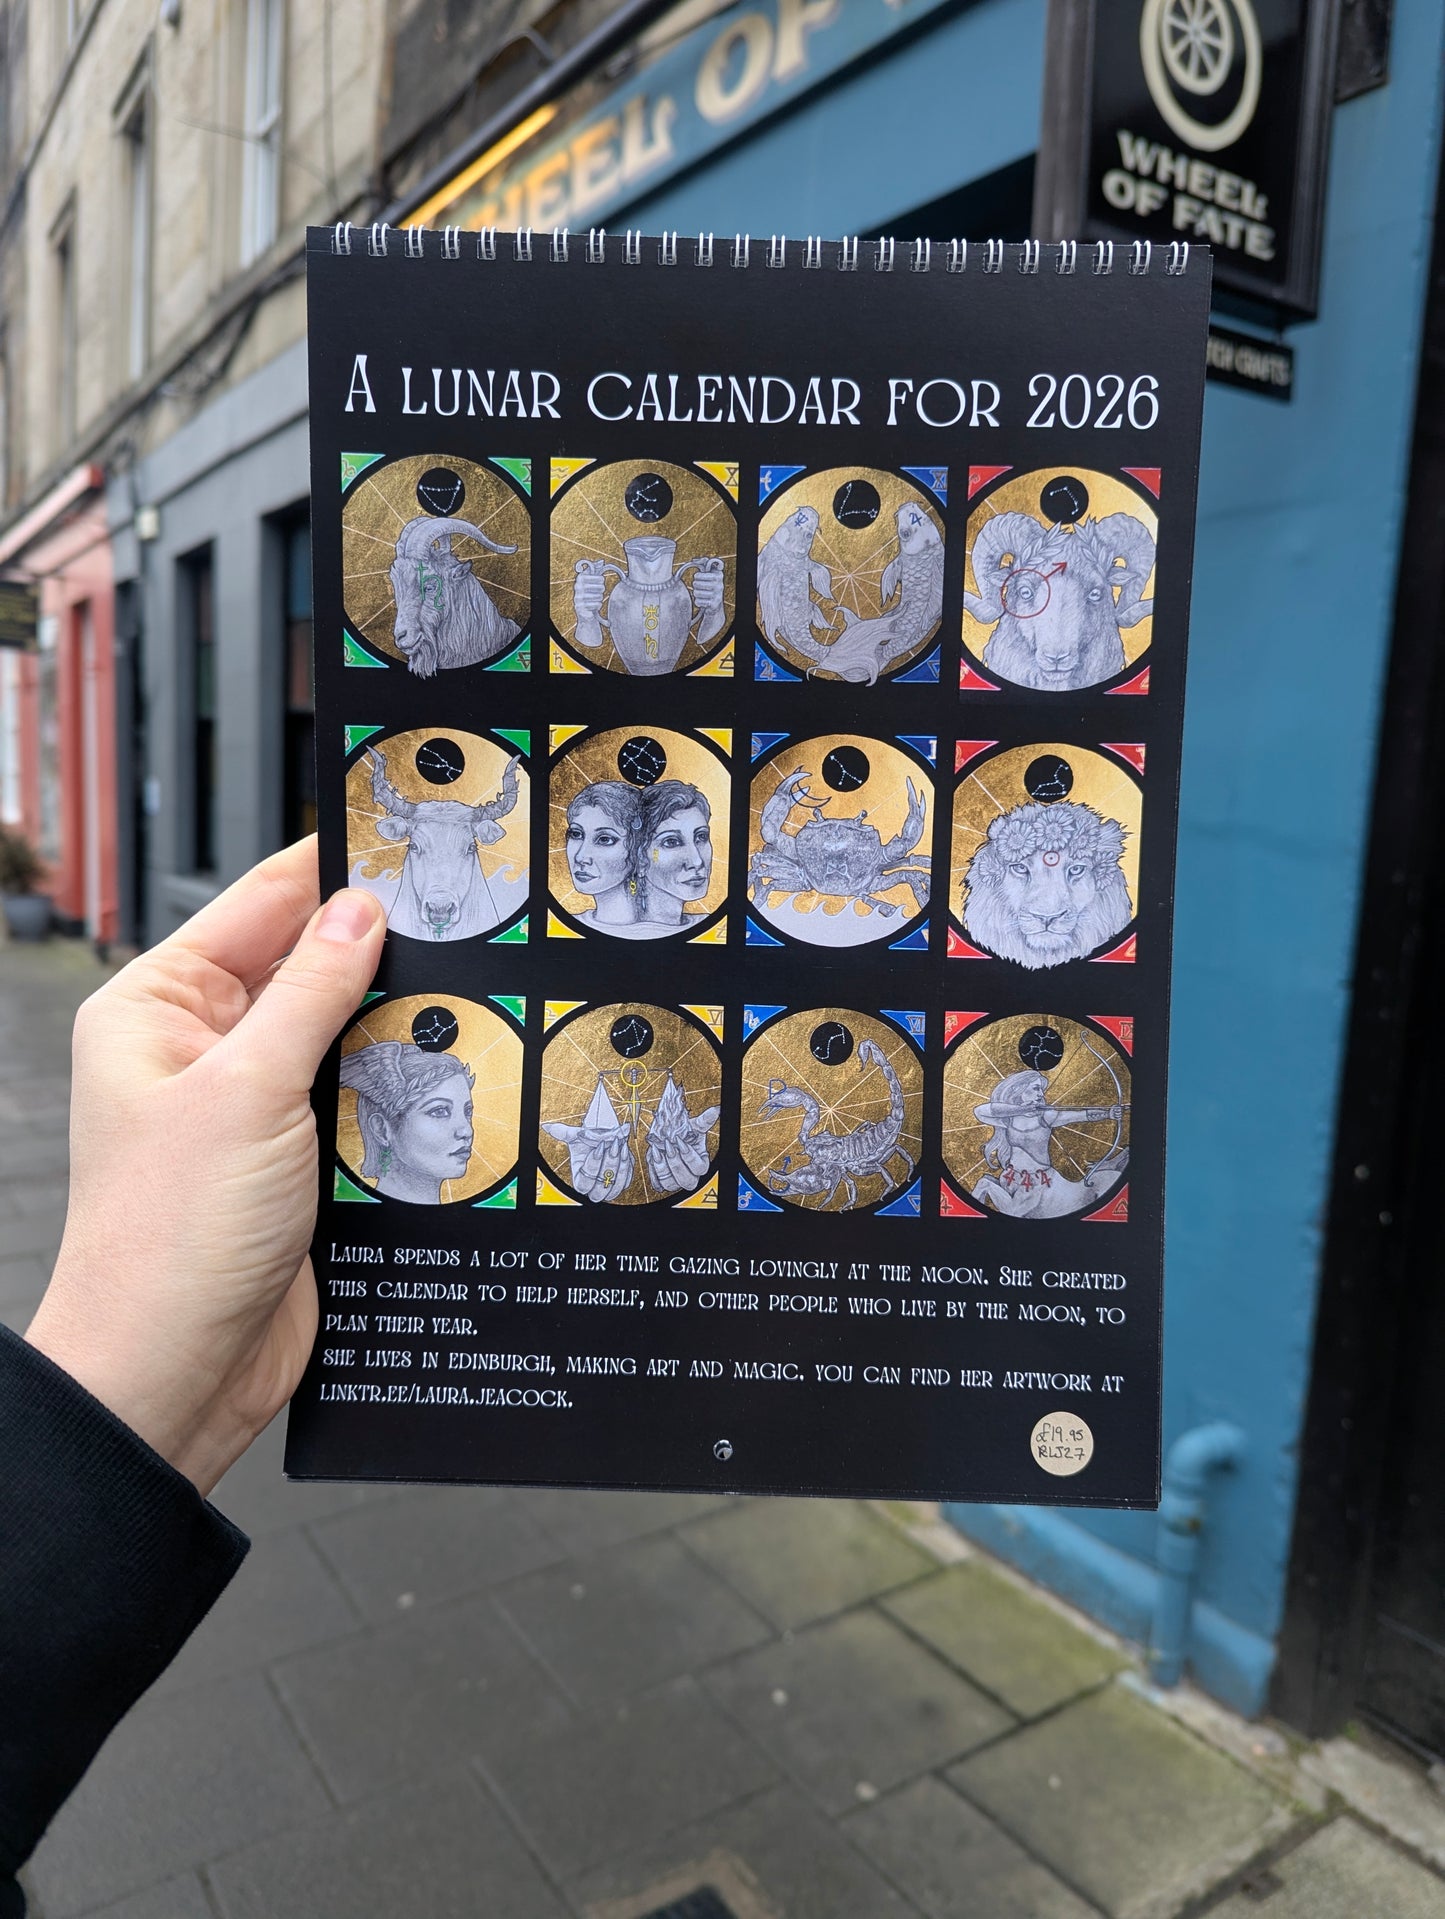 WHEEL OF
WHEEL
OF FATE
A LUNAR CALENDAR FOR 2026
LAURA SPENDS A LOT OF HER TIME GAZING LOVINGLY AT THE MOON. SHE CREATED
THIS CALENDAR TO HELP HERSELF, AND OTHER PEOPLE WHO LIVE BY THE MOON, TO
PLAN THEIR YEAR.
SHE LIVES IN EDINBURGH, MAKING ART AND MAGIC. YOU CAN FIND HER ARTWORK AT
LINKTR.EE/LAURA.JEACOCK.
£19.95
RLJ27